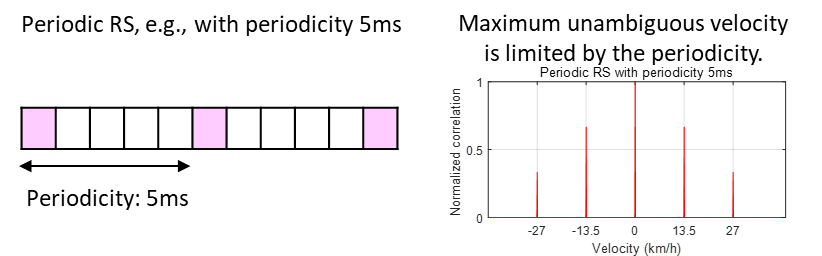 Periodic RS, e.g., with periodicity 5ms
Periodicity: 5ms
Maximum unambiguous velocity
is limited by the periodicity.
Periodic RS with periodicity 5ms
Normalized correlation
1
0.5
0
-27 -13.5 0 13.5 27
Velocity (km/h)